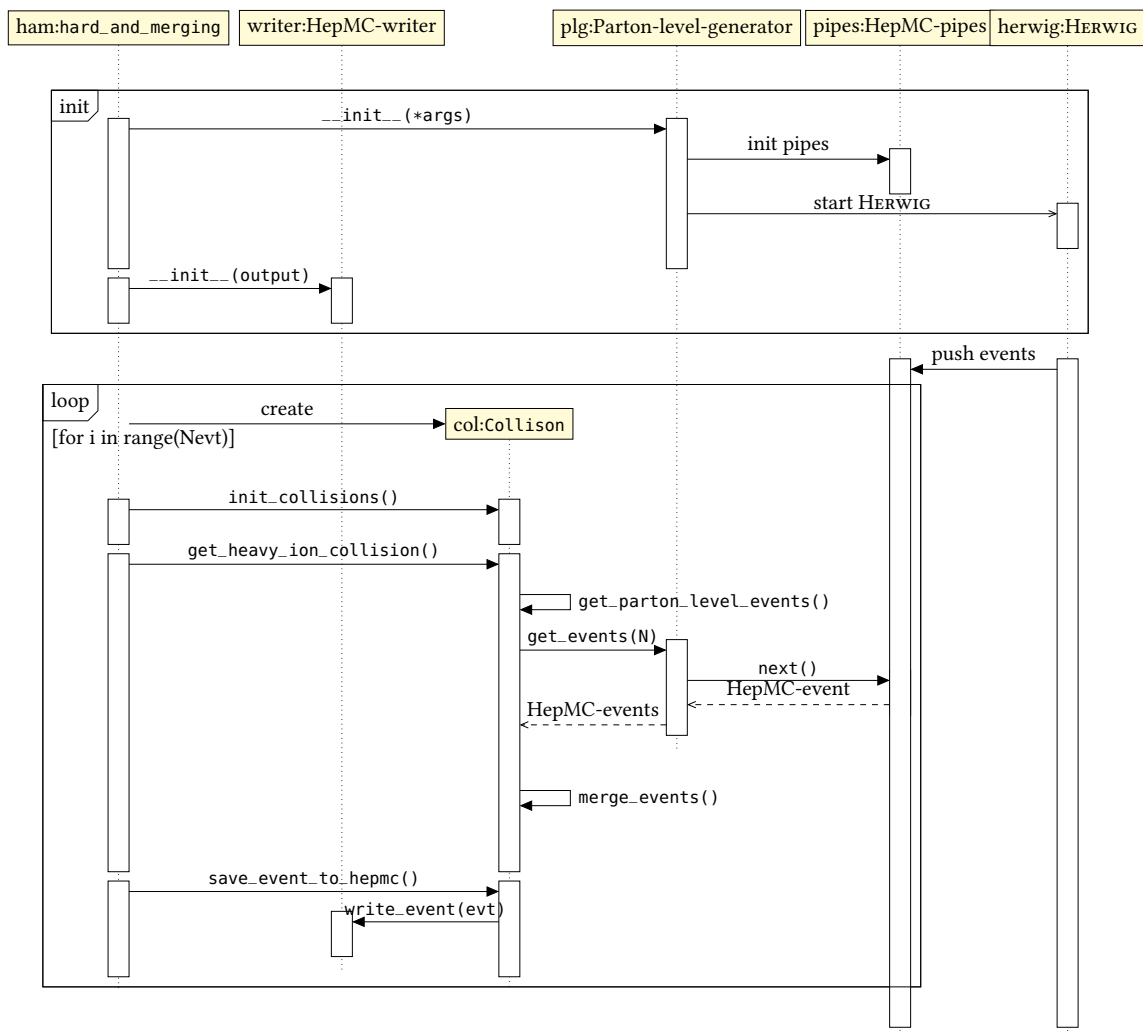 ham:hard_and_merging
writer:HepMC-writer
plg:Parton-level-generator
pipes:HepMC-pipes
herwig:HERWIG
init
__init__(*args)
init pipes
start HERWIG
__init__(output)
push events
loop
create
col:Collison
[for i in range(Nevt)]
init_collisions()
get_heavy_ion_collision()
get_parton_level_events()
get_events(N)
next()
HepMC-event
HepMC-events
merge_events()
save_event_to_hepmc()
write_event(evt)